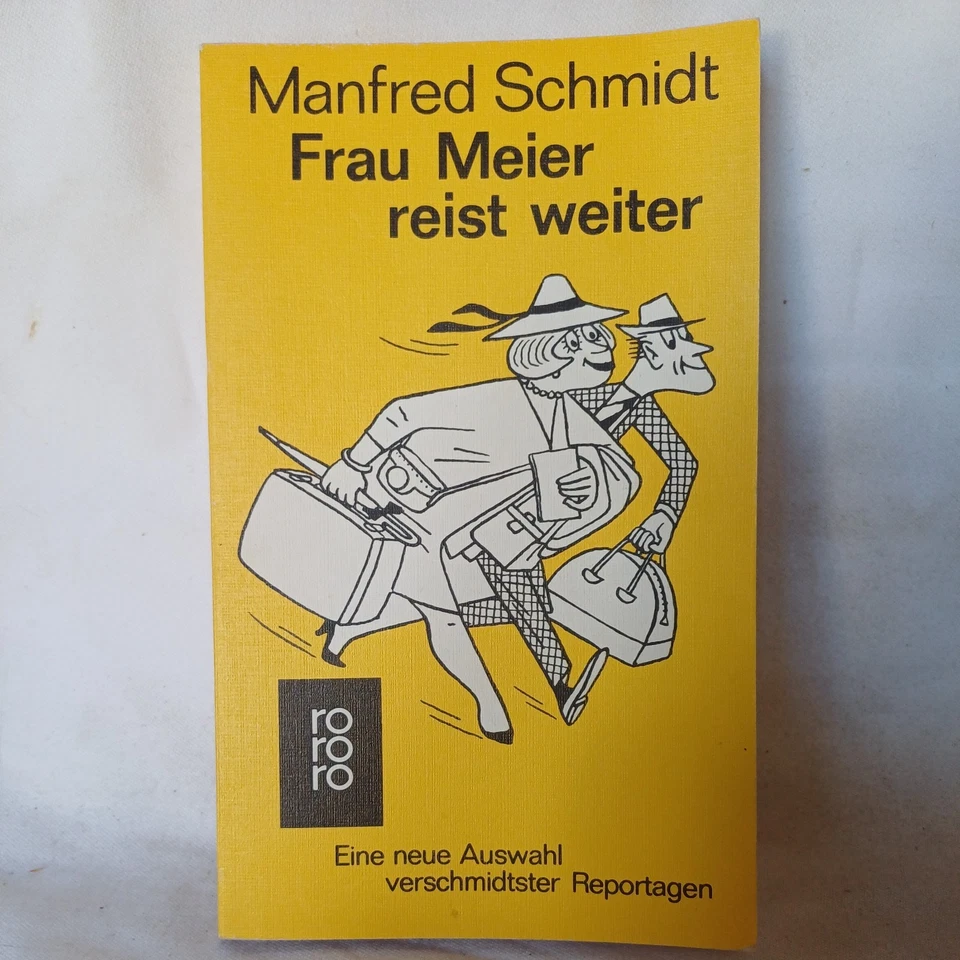 Manfred Schmidt
Frau Meier
reist weiter
ro
ro
ro
Eine neue Auswahl
verschmidtster Reportagen